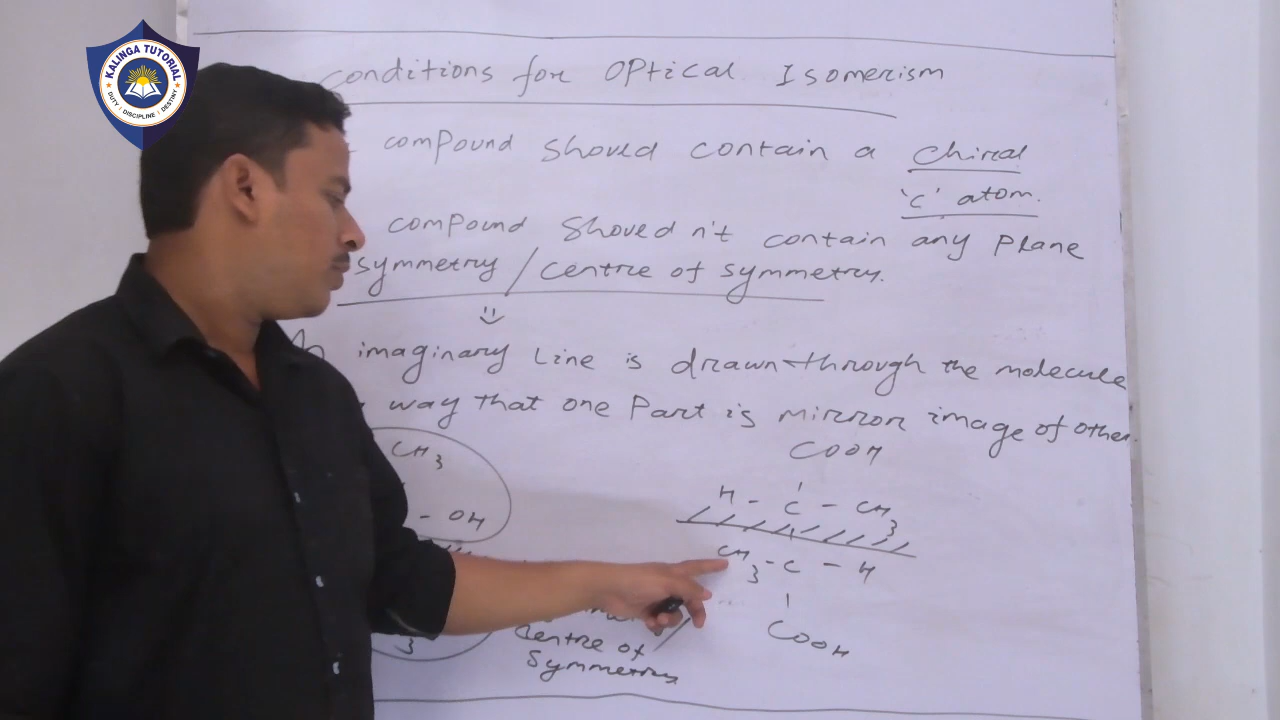 KALINGA TUTORIAL
DUTY | DISCIPLINE | DESTINY
Conditions for Optical Isomerism
compound should contain a chiral
'C' atom.
compound shouldn't contain any plane
symmetry / centre of symmetry.
imaginary line is drawn through the molecule
way that one part is mirror image of other.
CH3
- OH
3
COOH
H - C - CH3
CH3 - C - H
COOH
Centre of
Symmetry